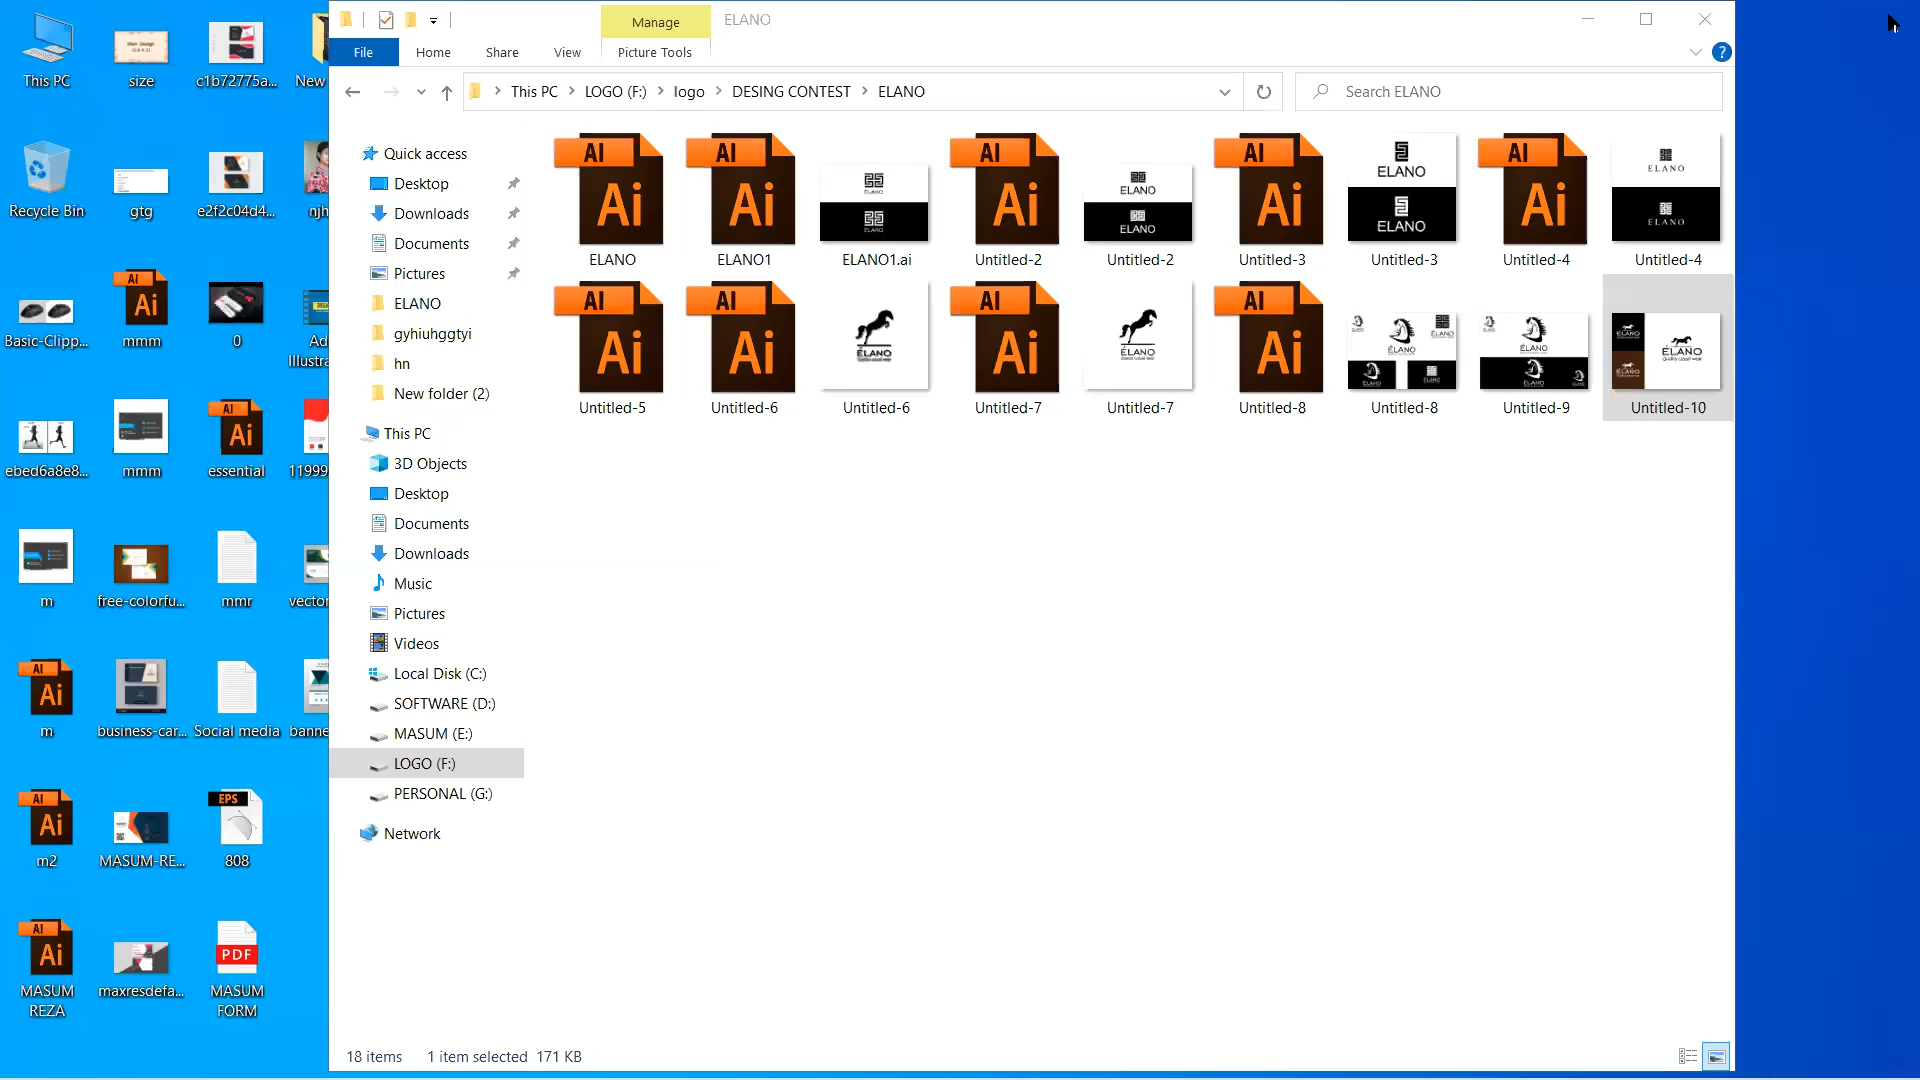 This PC
size
c1b72775a...
New
Recycle Bin
gtg
e2f2c04d4...
njh
Basic-Clipp...
mmm
0
Ad
Illustra
ebed6a8e8...
mmm
essential
11999
m
free-colorfu...
mmr
vector
m
business-car...
Social media
banne
m2
MASUM-RE...
808
MASUM
REZA
maxresdefa...
MASUM
FORM
Manage
ELANO
File
Home
Share
View
Picture Tools
This PC
LOGO (F:)
logo
DESING CONTEST
ELANO
Search ELANO
Quick access
Desktop
Downloads
Documents
Pictures
ELANO
gyhiuhggtyi
hn
New folder (2)
This PC
3D Objects
Desktop
Documents
Downloads
Music
Pictures
Videos
Local Disk (C:)
SOFTWARE (D:)
MASUM (E:)
LOGO (F:)
PERSONAL (G:)
Network
ELANO
ELANO1
ELANO1.ai
Untitled-2
Untitled-2
Untitled-3
Untitled-3
Untitled-4
Untitled-4
Untitled-5
Untitled-6
Untitled-6
Untitled-7
Untitled-7
Untitled-8
Untitled-8
Untitled-9
Untitled-10
18 items
1 item selected 171 KB